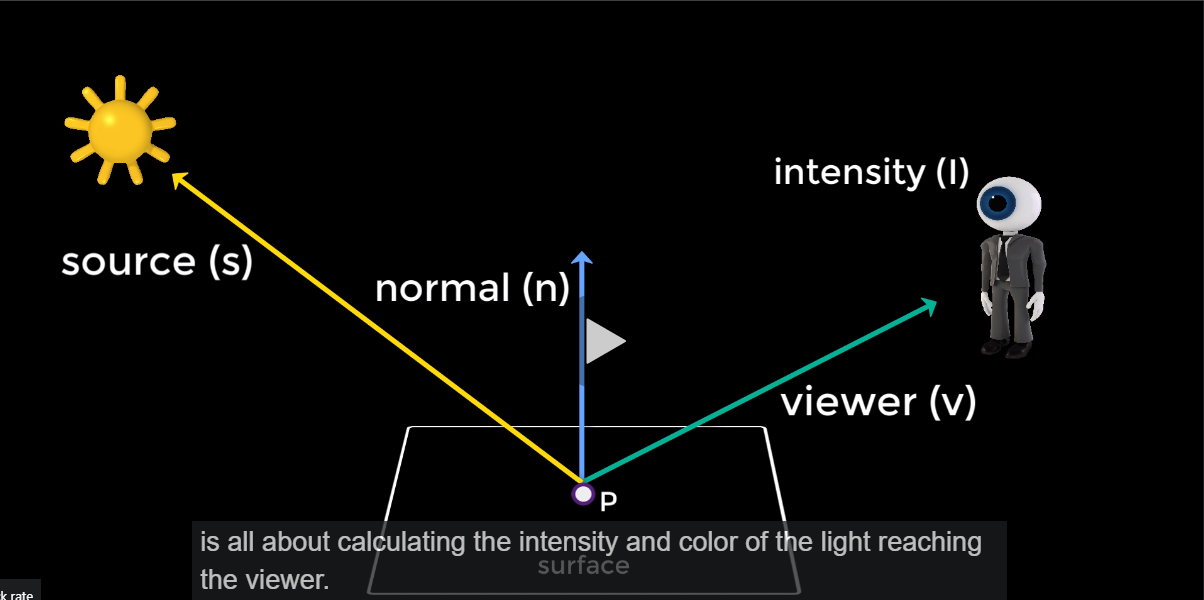 intensity (I)
source (s)
normal (n)
viewer (v)
P
is all about calculating the intensity and color of the light reaching
the viewer.
surface
k rate